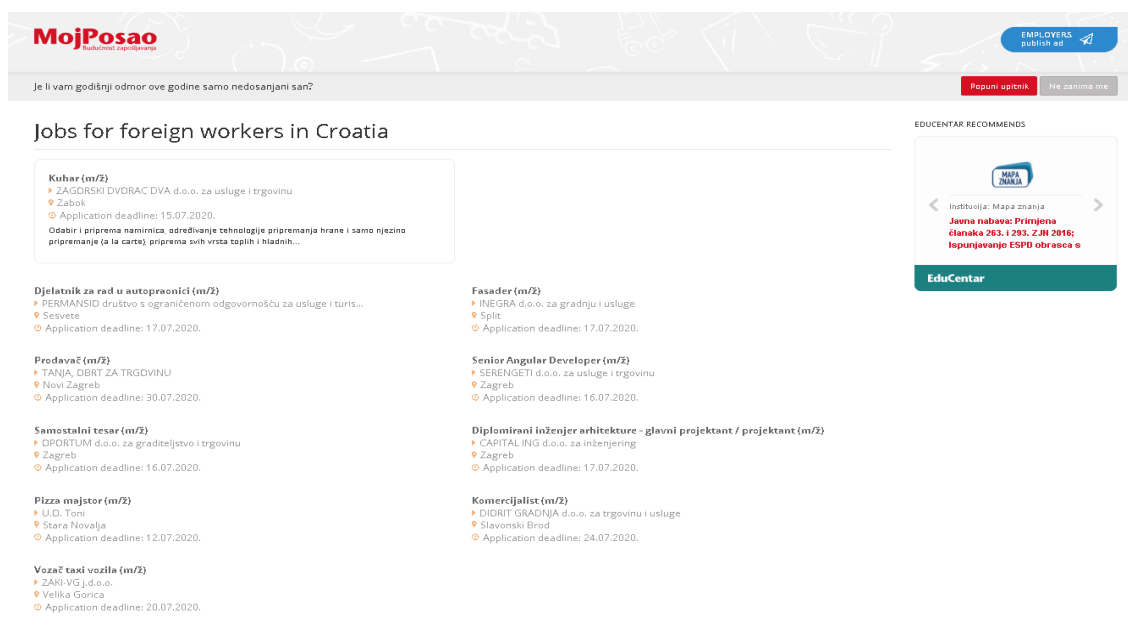 MojPosao
Budućnost zapošljavanja
EMPLOYERS
publish ad
Je li vam godišnji odmor ove godine samo nedosanjani san?
Popuni upitnik
Ne zanima me
Jobs for foreign workers in Croatia
Kuhar (m/ž)
ZAGORSKI DVORAC DVA d.o.o. za usluge i trgovinu
Zabok
Application deadline: 15.07.2020.
Odabir i priprema namirnica, određivanje tehnologije pripremanja hrane i samo njezino
pripremanje (a la carte), priprema svih vrsta toplih i hladnih...
Djelatnik za rad u autopraonici (m/ž)
PERMANSID društvo s ograničenom odgovornošću za usluge i turis...
Sesvete
Application deadline: 17.07.2020.
Fasader (m/ž)
INEGRA d.o.o. za gradnju i usluge
Split
Application deadline: 17.07.2020.
Prodavač (m/ž)
TANJA, OBRT ZA TRGOVINU
Novi Zagreb
Application deadline: 30.07.2020.
Senior Angular Developer (m/ž)
SERENGETI d.o.o. za usluge i trgovinu
Zagreb
Application deadline: 16.07.2020.
Samostalni tesar (m/ž)
OPORTUM d.o.o. za graditeljstvo i trgovinu
Zagreb
Application deadline: 16.07.2020.
Diplomirani inženjer arhitekture - glavni projektant / projektant (m/ž)
CAPITAL ING d.o.o. za inženjering
Zagreb
Application deadline: 17.07.2020.
Pizza majstor (m/ž)
U.O. Toni
Stara Novalja
Application deadline: 12.07.2020.
Komercijalist (m/ž)
DIDRIT GRADNJA d.o.o. za trgovinu i usluge
Slavonski Brod
Application deadline: 24.07.2020.
Vozač taxi vozila (m/ž)
ZAKI-VG j.d.o.o.
Velika Gorica
Application deadline: 20.07.2020.
EDUCENTAR RECOMMENDS
MAPA
ZNANJA
Institucija: Mapa znanja
Javna nabava: Primjena
članaka 263. i 293. ZJN 2016;
Ispunjavanje ESPD obrasca s
EduCentar